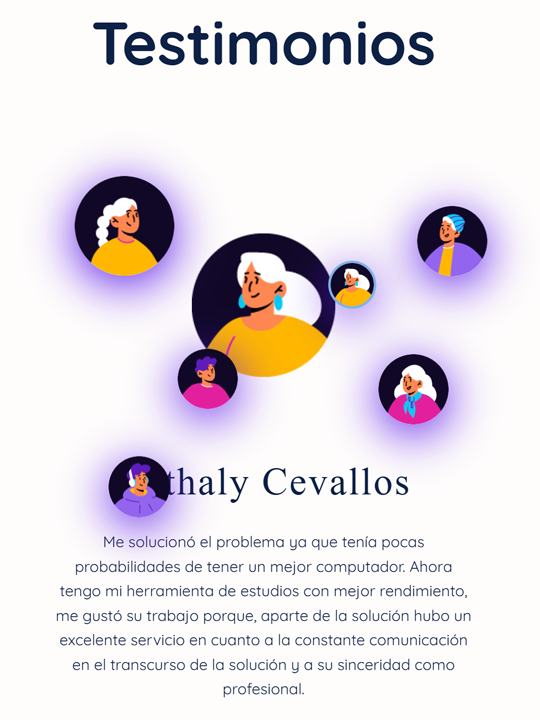 Testimonios
thaly Cevallos
Me solucionó el problema ya que tenía pocas
probabilidades de tener un mejor computador. Ahora
tengo mi herramienta de estudios con mejor rendimiento,
me gustó su trabajo porque, aparte de la solución hubo un
excelente servicio en cuanto a la constante comunicación
en el transcurso de la solución y a su sinceridad como
profesional.